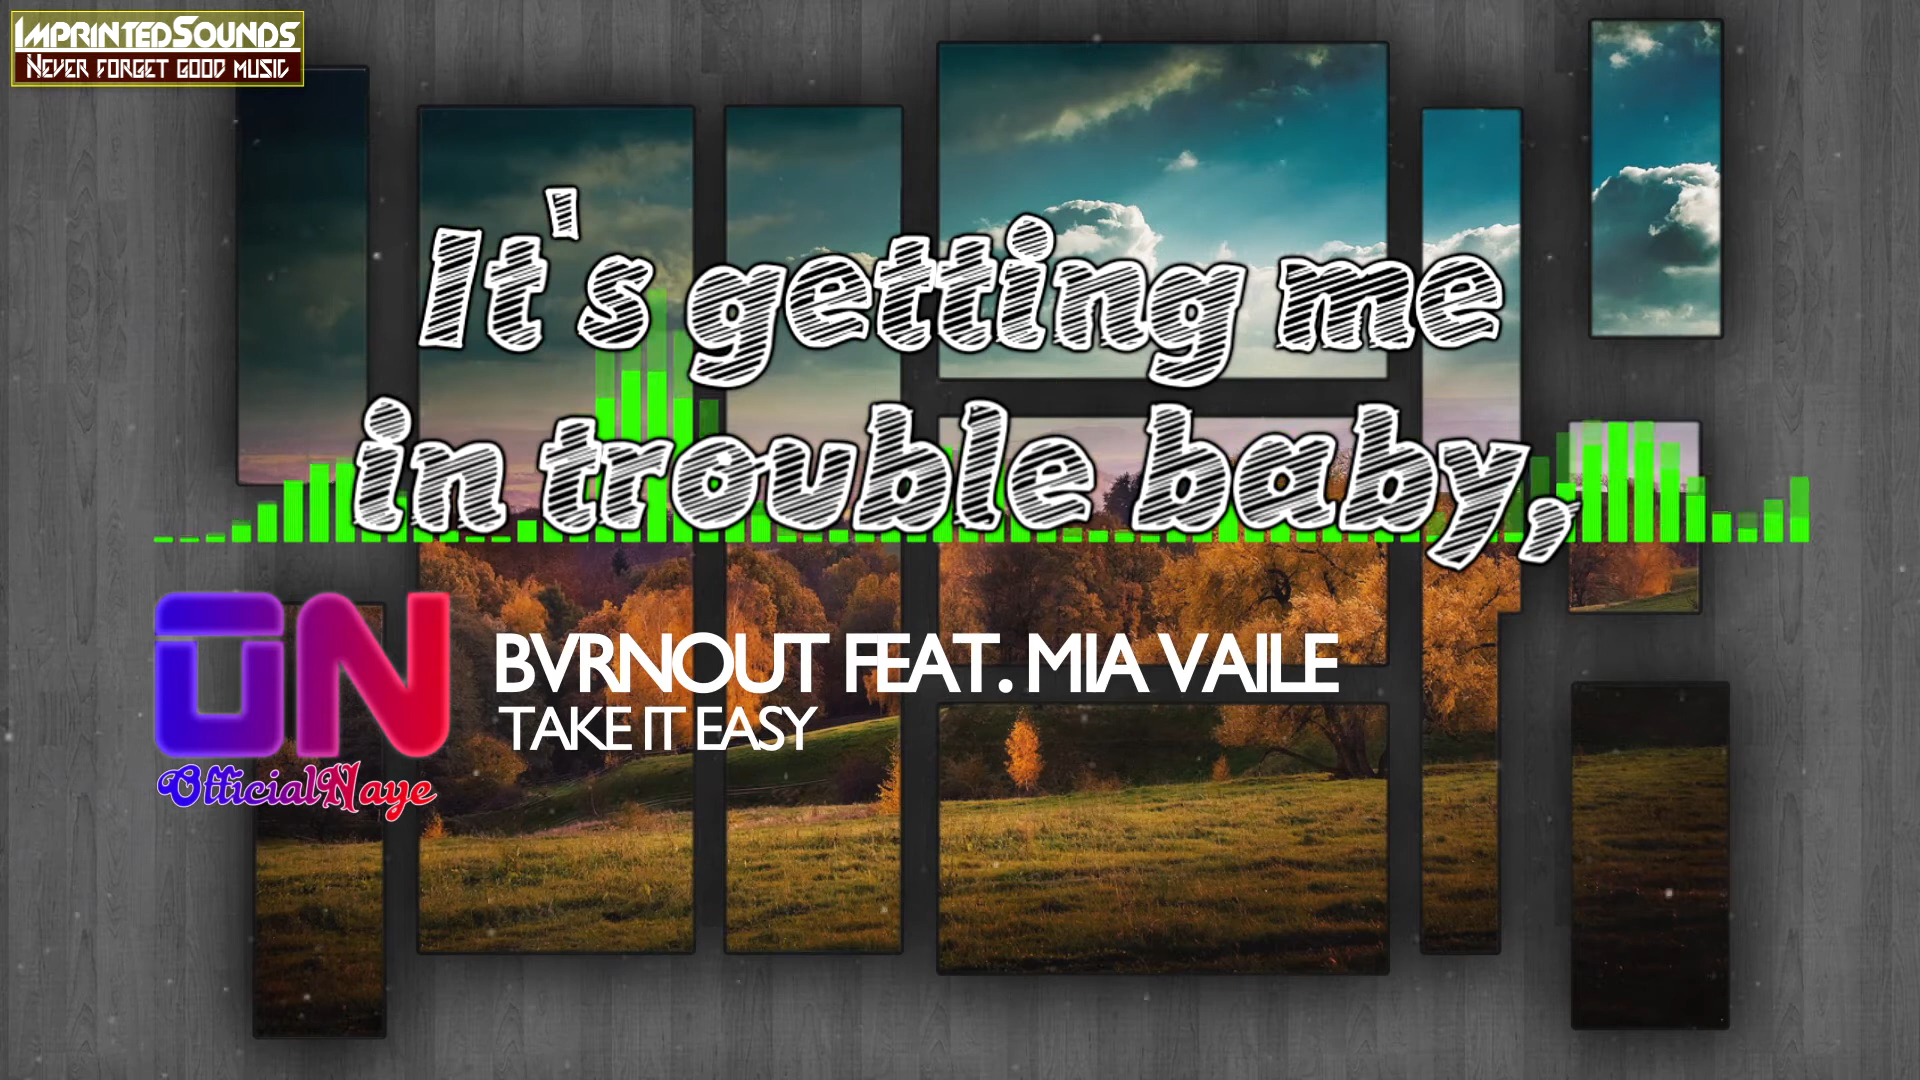 IMPRINTEDSOUNDS
NEVER FORGET GOOD MUSIC
It's getting me
in trouble baby,
ON
OfficialNaye
BVRNOUT FEAT. MIA VAILE
TAKE IT EASY